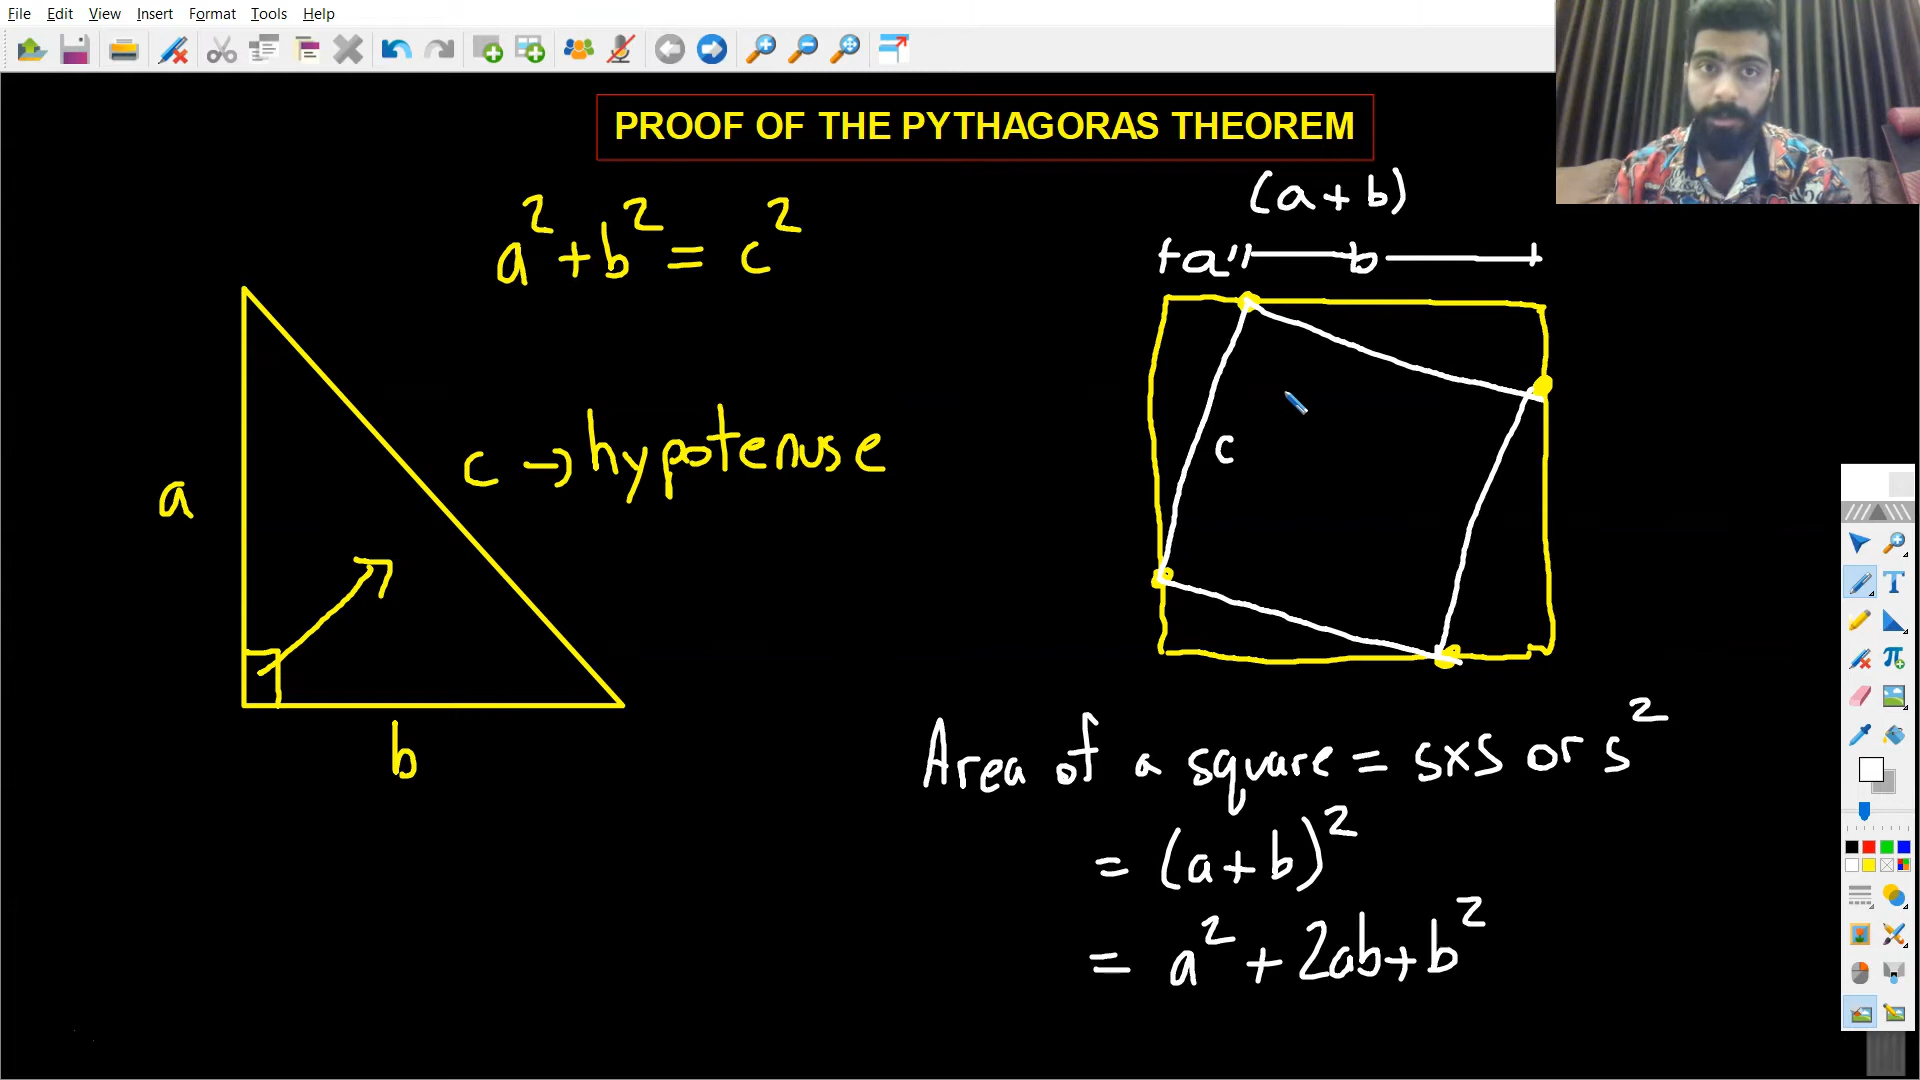 File Edit View Insert Format Tools Help
PROOF OF THE PYTHAGORAS THEOREM
a² + b² = c²
(a + b)
a b
c → hypotenuse
c
a
b
Area of a square = s×s or s²
= (a + b)²
= a² + 2ab + b²